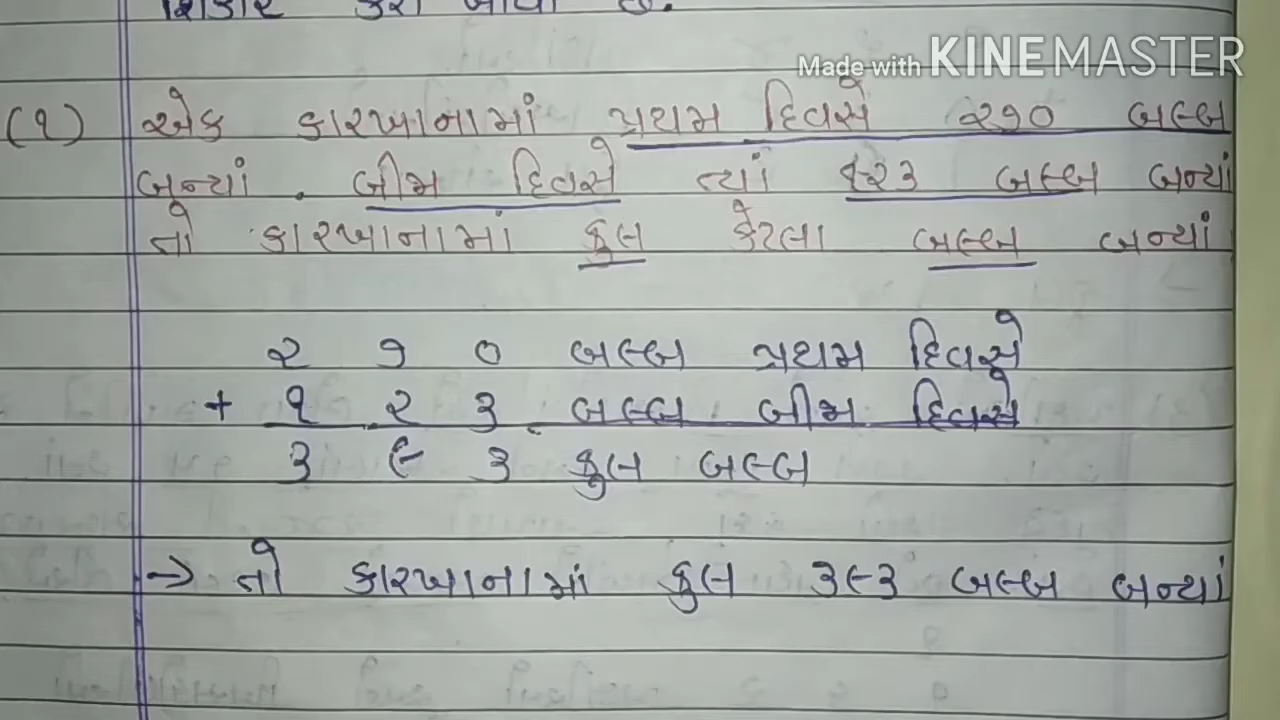 Made with KINEMASTER
શિકાર કરી છે.
(૧) એક કારખાનામાં પ્રથમ દિવસે ૨૭૦ બલ્બ
બન્યાં. બીજા દિવસે ત્યાં ૧૨૩ બલ્બ બન્યાં
તો કારખાનામાં કુલ કેટલા બલ્બ બન્યાં
૨ ૭ ૦ બલ્બ પ્રથમ દિવસે
+ ૧ ૨ ૩ બલ્બ બીજા દિવસે
૩ ૯ ૩ કુલ બલ્બ
→ તો કારખાનામાં કુલ ૩૯૩ બલ્બ બન્યાં